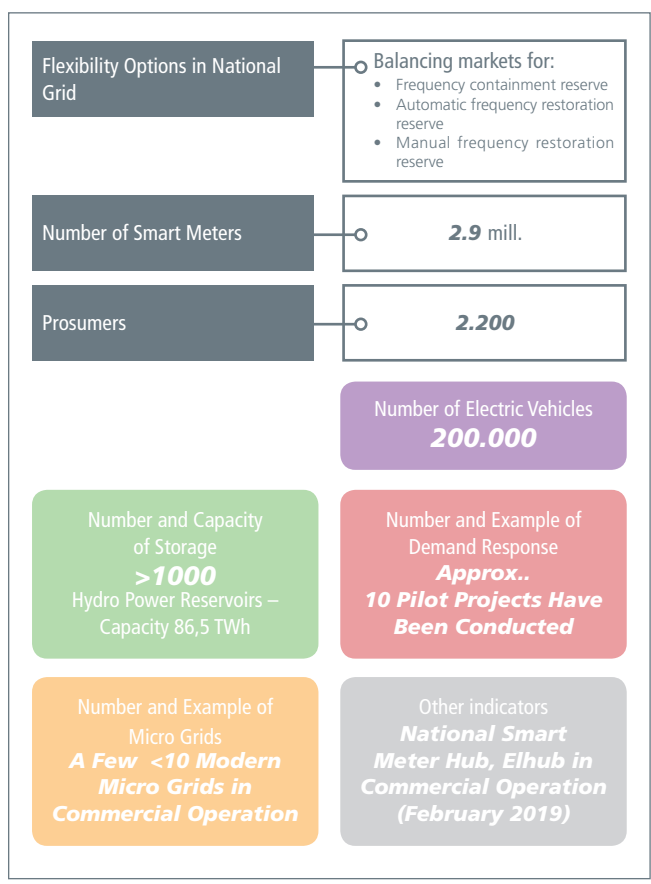 Flexibility Options in National
Grid
Balancing markets for:
• Frequency containment reserve
• Automatic frequency restoration
reserve
• Manual frequency restoration
reserve
Number of Smart Meters
2.9 mill.
Prosumers
2.200
Number of Electric Vehicles
200.000
Number and Capacity
of Storage
>1000
Hydro Power Reservoirs –
Capacity 86,5 TWh
Number and Example of
Demand Response
Approx..
10 Pilot Projects Have
Been Conducted
Number and Example of
Micro Grids
A Few <10 Modern
Micro Grids in
Commercial Operation
Other indicators
National Smart
Meter Hub, Elhub in
Commercial Operation
(February 2019)